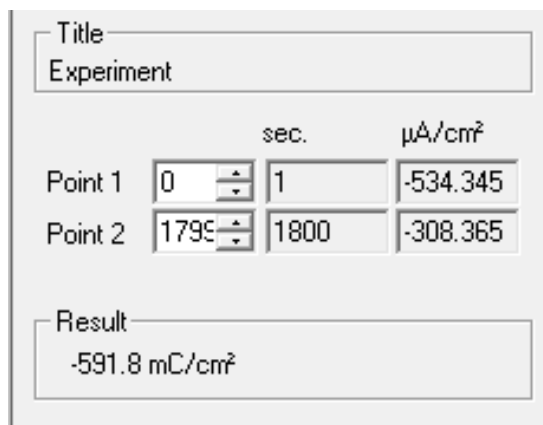 Title
Experiment
sec. µA/cm²
Point 1 0 1 -534.345
Point 2 1799 1800 -308.365
Result
-591.8 mC/cm²